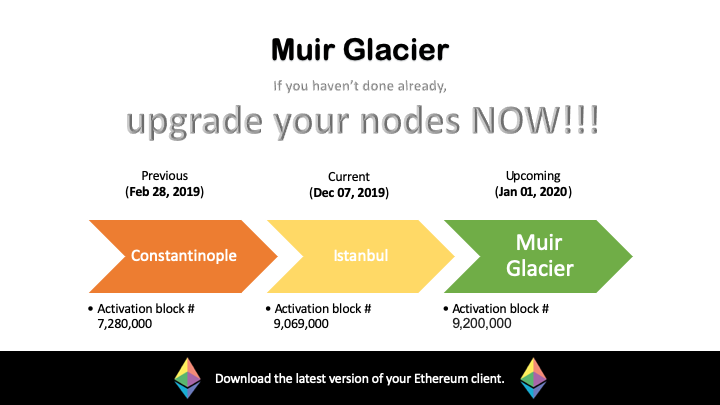 Muir Glacier
If you haven't done already,
upgrade your nodes NOW!!!
Previous
(Feb 28, 2019)
Current
(Dec 07, 2019)
Upcoming
(Jan 01, 2020)
Constantinople
Istanbul
Muir
Glacier
• Activation block #
7,280,000
• Activation block #
9,069,000
• Activation block #
9,200,000
Download the latest version of your Ethereum client.